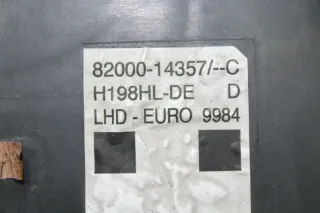 82000-14357/--C
H198HL-DE D
LHD - EURO 9984